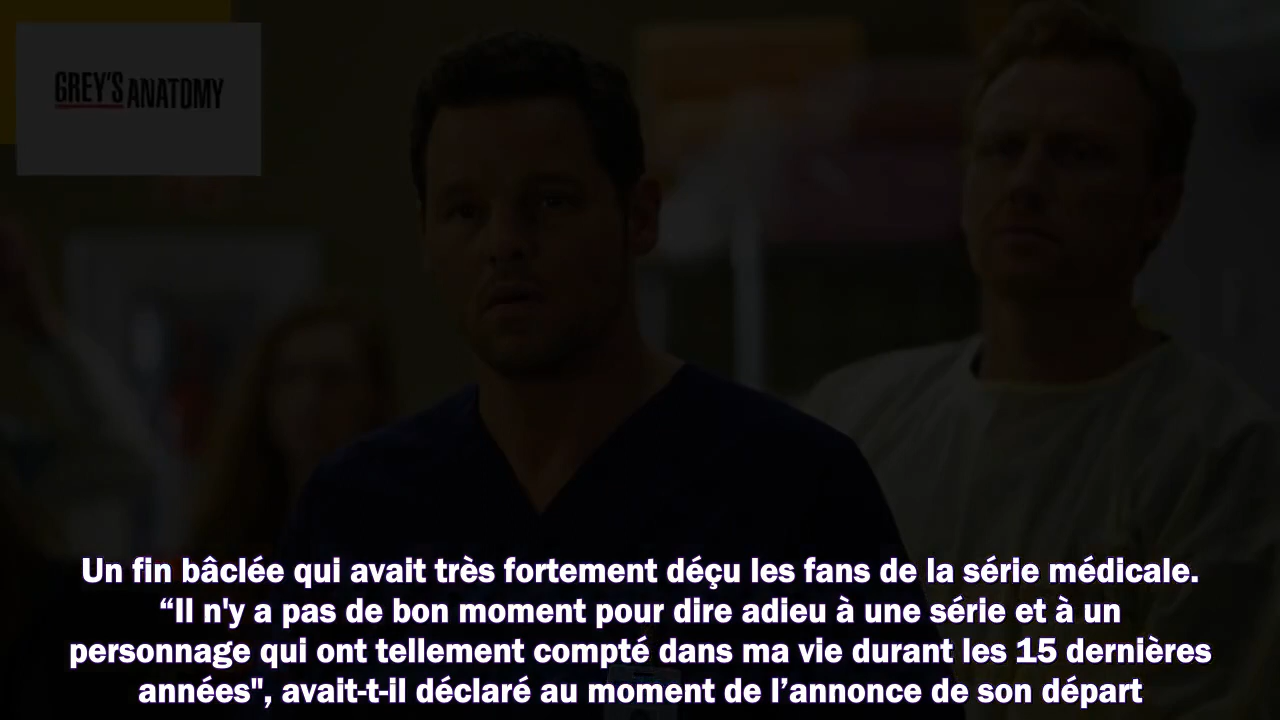 GREY'S ANATOMY
Un fin bâclée qui avait très fortement déçu les fans de la série médicale.
“Il n'y a pas de bon moment pour dire adieu à une série et à un
personnage qui ont tellement compté dans ma vie durant les 15 dernières
années", avait-t-il déclaré au moment de l’annonce de son départ